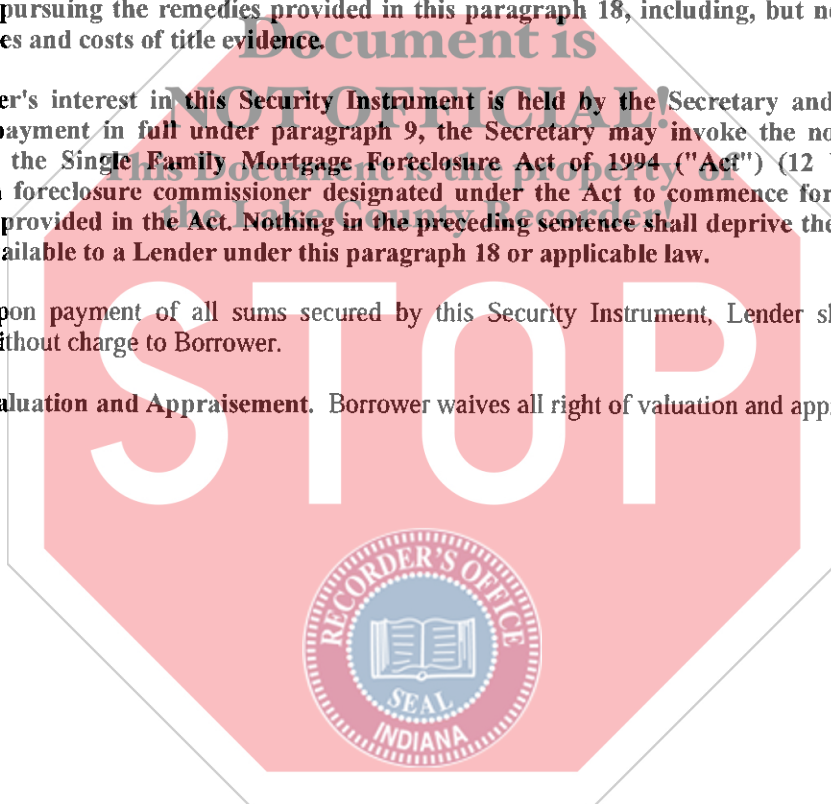 pursuing the remedies provided in this paragraph 18, including, but
es and costs of title evidence.
Document is
NOT OFFICIAL!
er's interest in this Security Instrument is held by the Secretary and
payment in full under paragraph 9, the Secretary may invoke the
the Single Family Mortgage Foreclosure Act of 1994 ("Act") (12
This Document is the property of
foreclosure commissioner designated under the Act to commence for
the Lake County Recorder!
provided in the Act. Nothing in the preceding sentence shall deprive the
ailable to a Lender under this paragraph 18 or applicable law.
pon payment of all sums secured by this Security Instrument, Lender
ithout charge to Borrower.
aluation and Appraisement. Borrower waives all right of valuation and
STOP
RECORDER'S OFFICE
SEAL
INDIANA